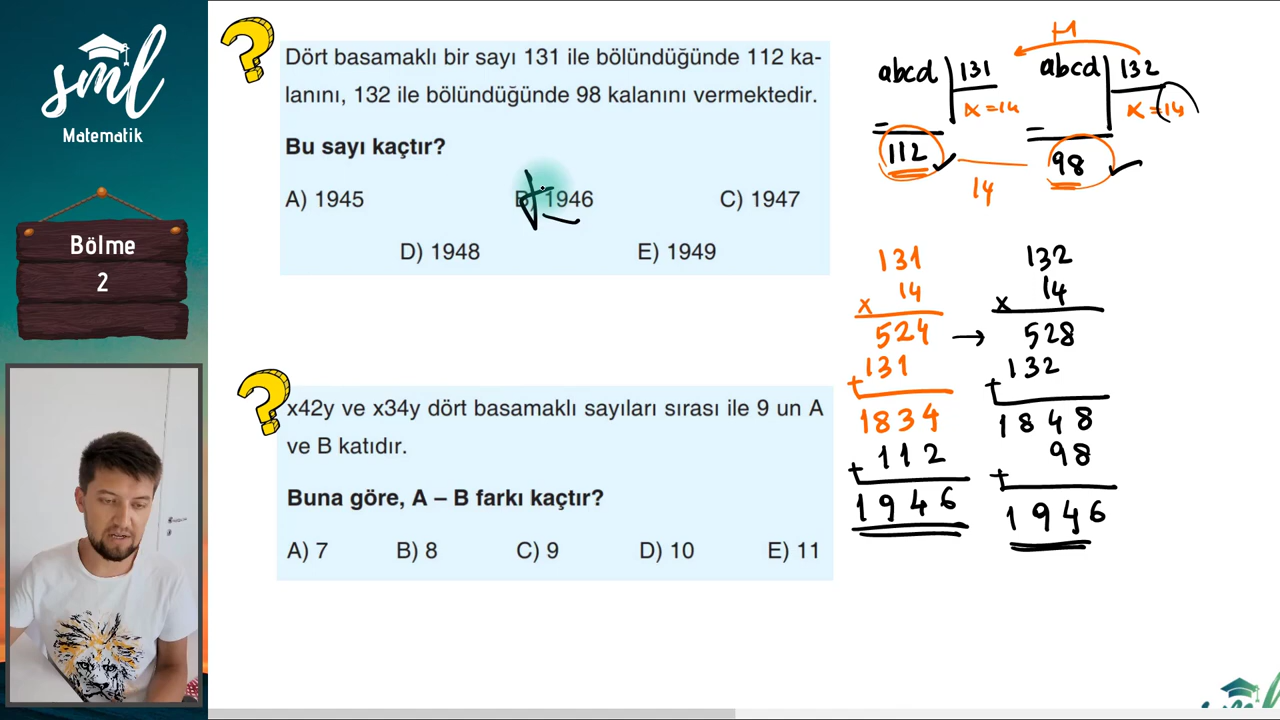 sml
Matematik
Bölme
2
Dört basamaklı bir sayı 131 ile bölündüğünde 112 ka-
lanını, 132 ile bölündüğünde 98 kalanını vermektedir.
Bu sayı kaçtır?
A) 1945
B) 1946
C) 1947
D) 1948
E) 1949
x42y ve x34y dört basamaklı sayıları sırası ile 9 un A
ve B katıdır.
Buna göre, A – B farkı kaçtır?
A) 7
B) 8
C) 9
D) 10
E) 11
abcd 131
x = 14
112
abcd 132
x = 14
98
14
131
x 14
524
131
+
1834
+ 112
1946
132
x 14
528
+ 132
1848
+ 98
1946